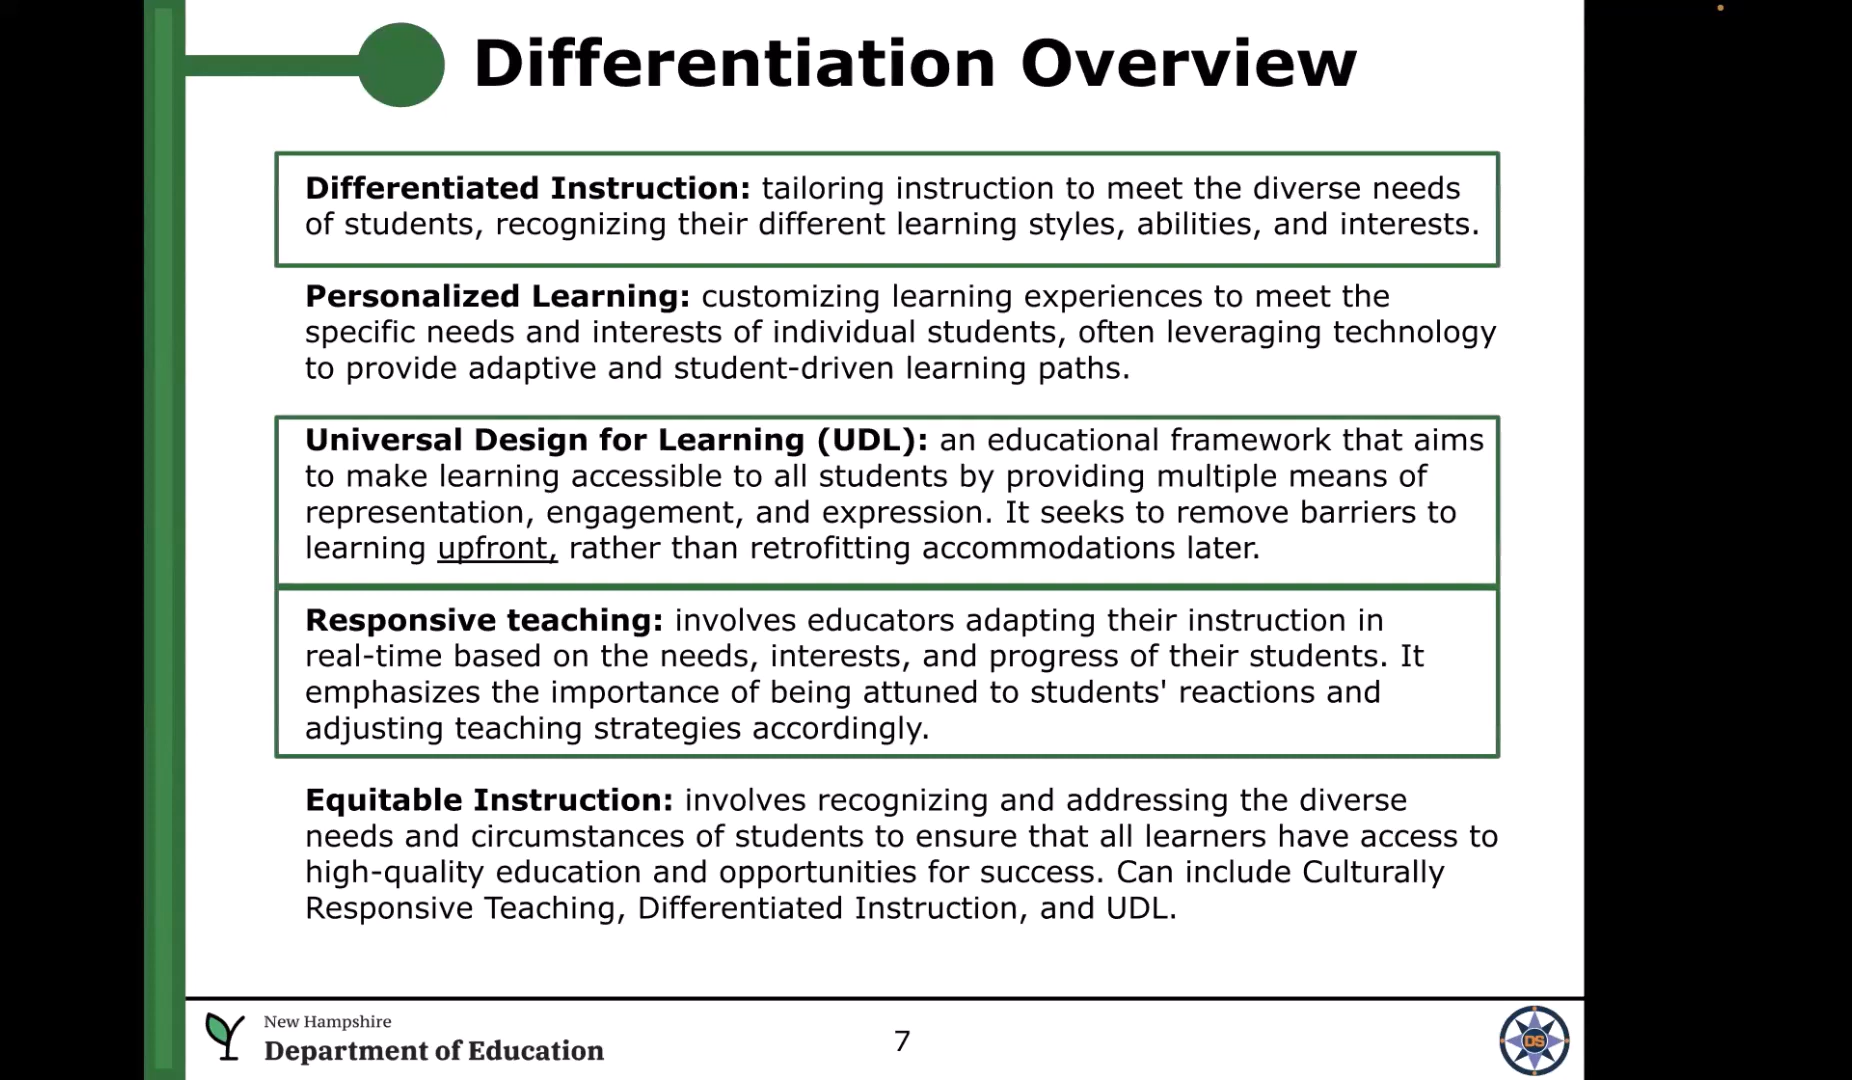 Differentiation Overview
Differentiated Instruction: tailoring instruction to meet the diverse needs
of students, recognizing their different learning styles, abilities, and interests.
Personalized Learning: customizing learning experiences to meet the
specific needs and interests of individual students, often leveraging technology
to provide adaptive and student-driven learning paths.
Universal Design for Learning (UDL): an educational framework that aims
to make learning accessible to all students by providing multiple means of
representation, engagement, and expression. It seeks to remove barriers to
learning upfront, rather than retrofitting accommodations later.
Responsive teaching: involves educators adapting their instruction in
real-time based on the needs, interests, and progress of their students. It
emphasizes the importance of being attuned to students' reactions and
adjusting teaching strategies accordingly.
Equitable Instruction: involves recognizing and addressing the diverse
needs and circumstances of students to ensure that all learners have access to
high-quality education and opportunities for success. Can include Culturally
Responsive Teaching, Differentiated Instruction, and UDL.
New Hampshire
Department of Education
7
DS